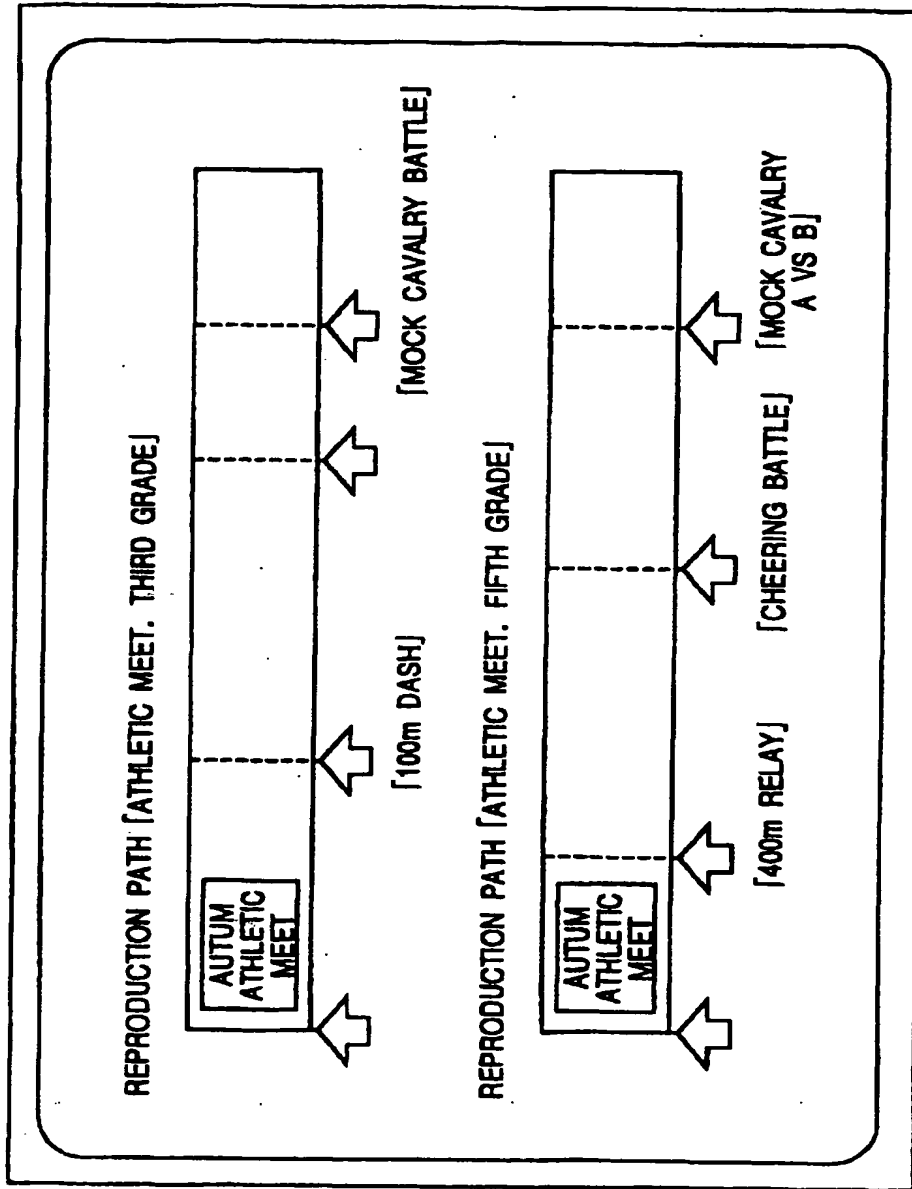 REPRODUCTION PATH「ATHLETIC MEET. THIRD GRADE」
AUTUM
ATHLETIC
MEET
「100m DASH」
「MOCK CAVALRY BATTLE」
REPRODUCTION PATH「ATHLETIC MEET. FIFTH GRADE」
AUTUM
ATHLETIC
MEET
「400m RELAY」
「CHEERING BATTLE」
「MOCK CAVALRY
A VS B」